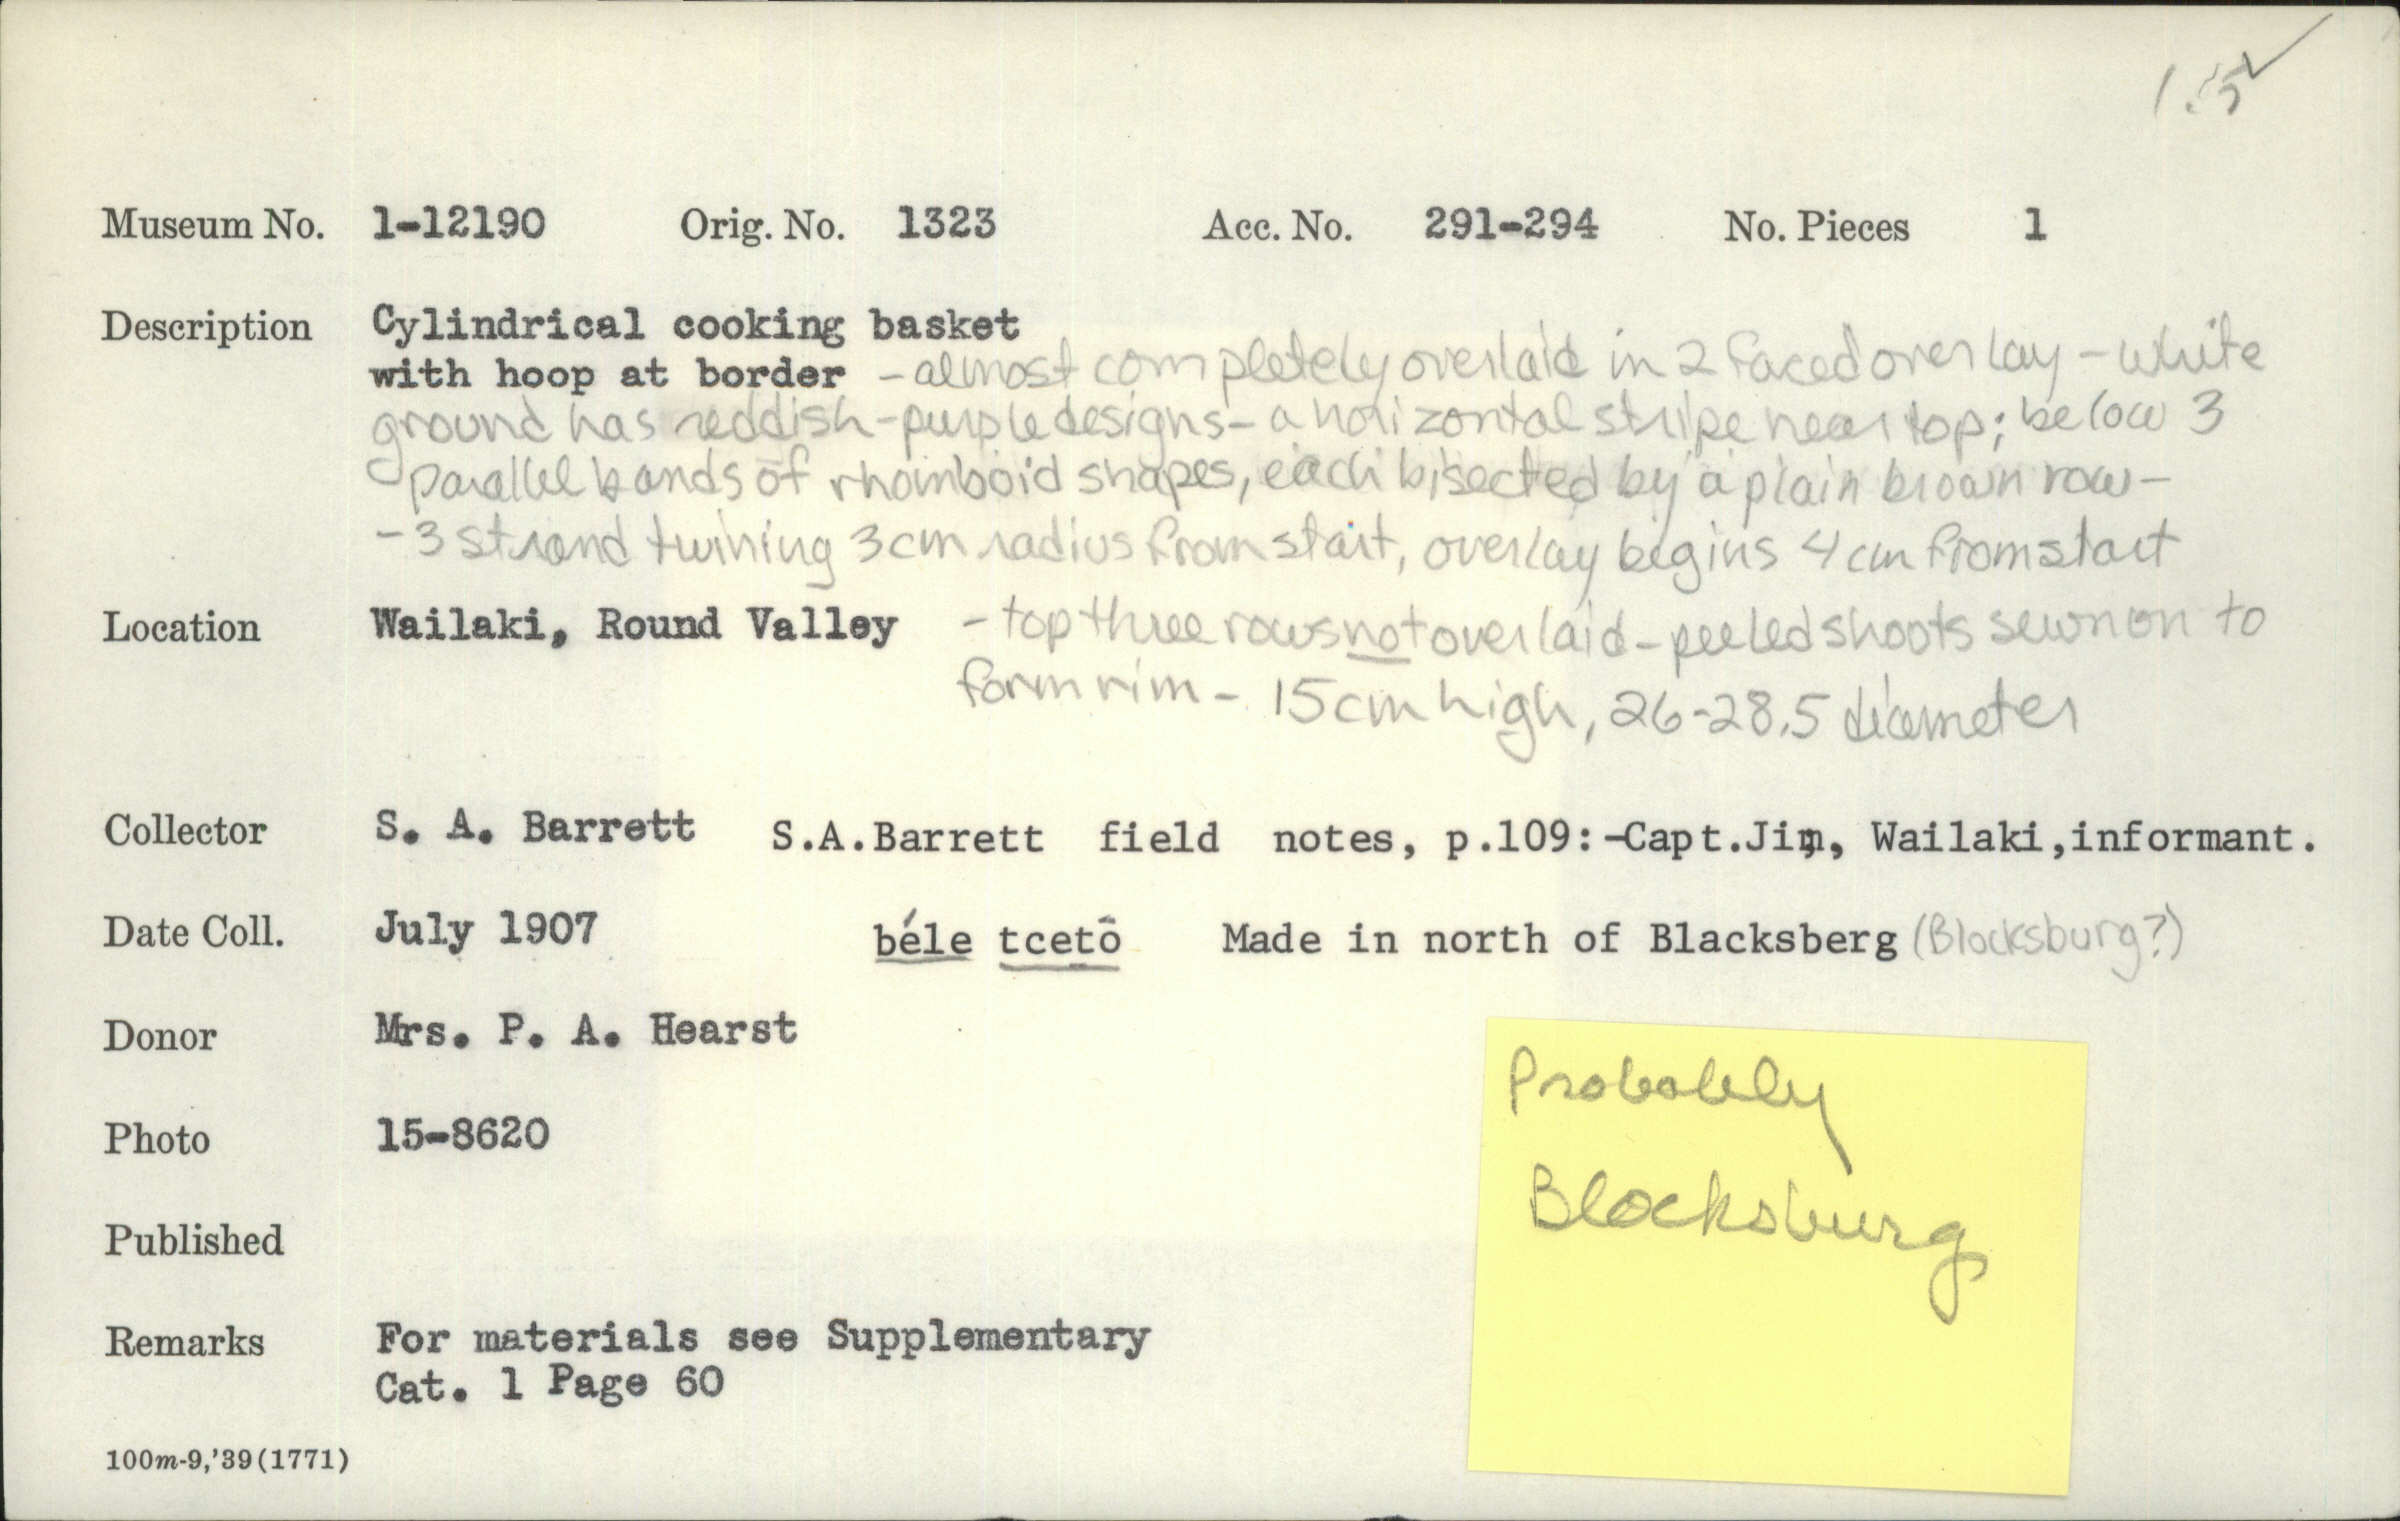 1.5 ✓
Museum No. 1-12190 Orig. No. 1323 Acc. No. 291-294 No. Pieces 1
Description Cylindrical cooking basket
with hoop at border - almost completely overlaid in 2 faced overlay - white
ground has reddish-purple designs - a horizontal stripe near top; below 3
parallel bands of rhomboid shapes, each bisected by a plain brown row -
- 3 strand twining 3cm radius from start, overlay begins 4 cm from start
Location Wailaki, Round Valley - top three rows not overlaid - peeled shoots sewn on to
form rim - 15cm high, 26-28.5 diameter
Collector S. A. Barrett S.A.Barrett field notes, p.109:-Capt.Jim, Wailaki,informant.
Date Coll. July 1907 béle tcetô Made in north of Blacksberg (Blocksburg?)
Donor Mrs. P. A. Hearst
Photo 15-8620
Published
Remarks For materials see Supplementary
Cat. 1 Page 60
100m-9,'39(1771)
Probably
Blocksburg